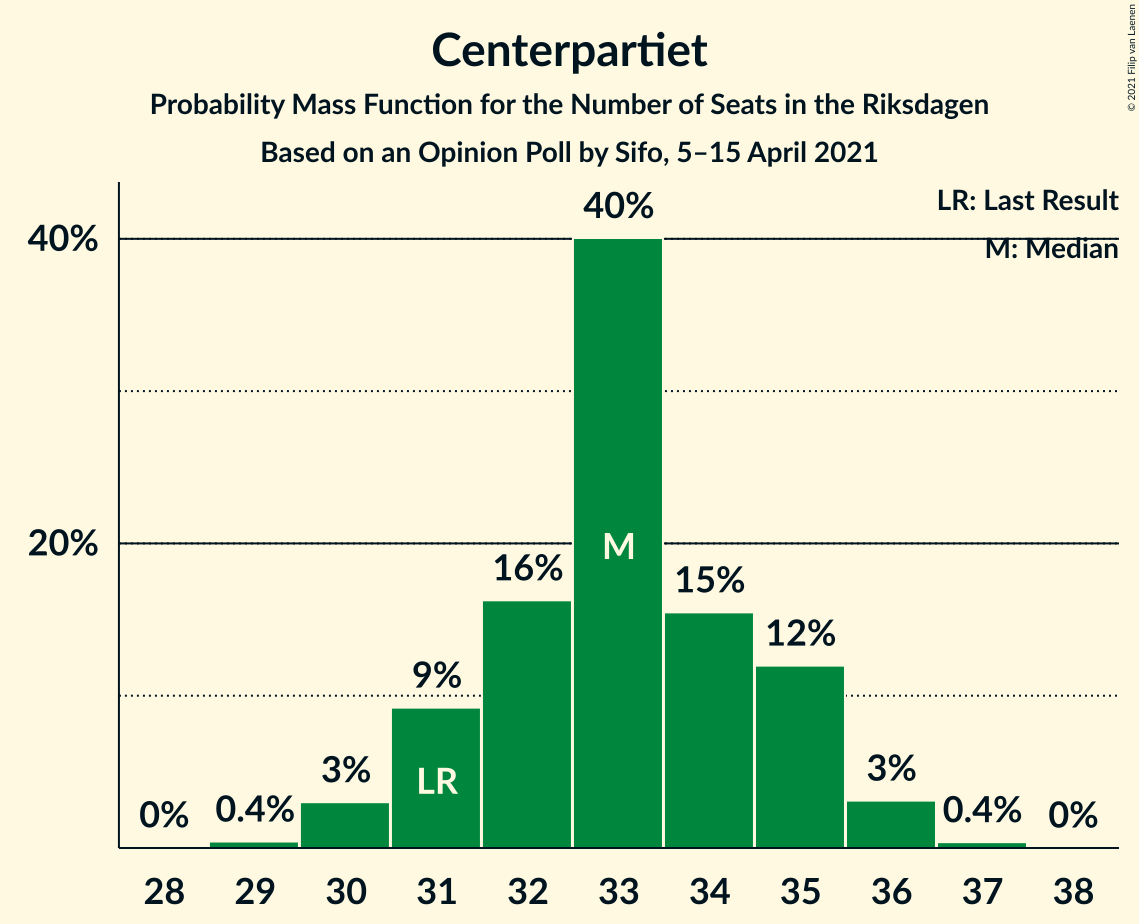 Centerpartiet
Probability Mass Function for the Number of Seats in the Riksdagen
Based on an Opinion Poll by Sifo, 5–15 April 2021
© 2021 Filip van Laenen
LR: Last Result
M: Median
40%
20%
0%
0.4%
3%
9%
16%
40%
15%
12%
3%
0.4%
0%
LR
M
28 29 30 31 32 33 34 35 36 37 38